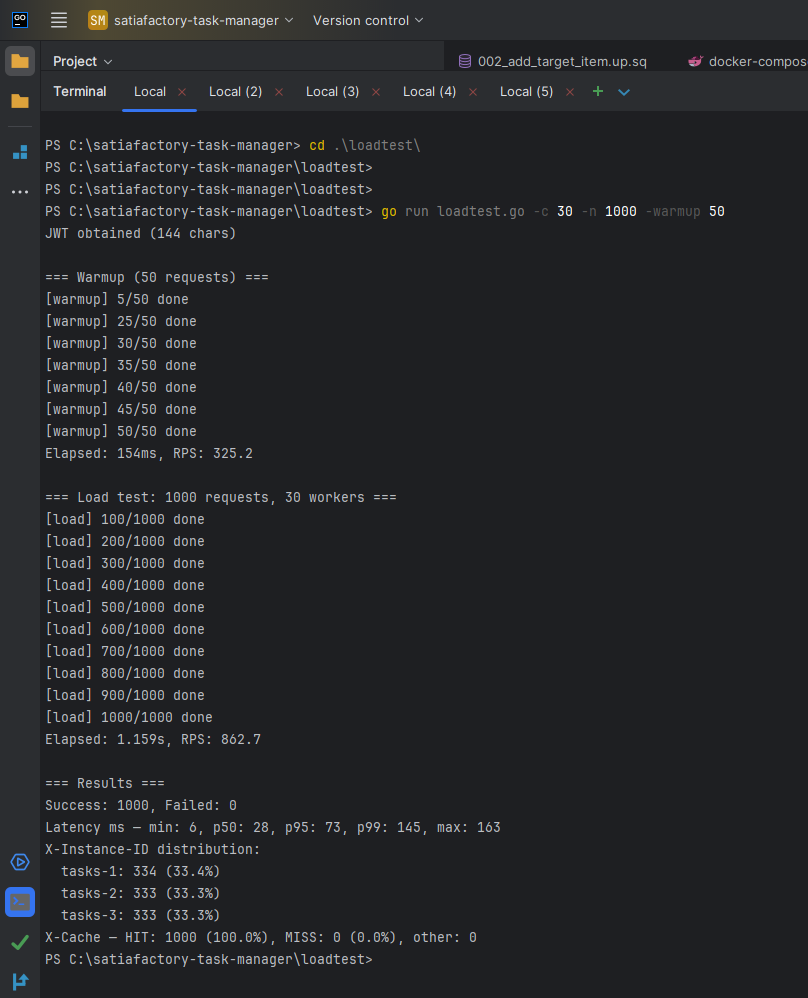 GO
SM satiafactory-task-manager Version control
Project 002_add_target_item.up.sq docker-compos
Terminal Local Local (2) Local (3) Local (4) Local (5)
PS C:\satiafactory-task-manager> cd .\loadtest\
PS C:\satiafactory-task-manager\loadtest>
PS C:\satiafactory-task-manager\loadtest>
PS C:\satiafactory-task-manager\loadtest> go run loadtest.go -c 30 -n 1000 -warmup 50
JWT obtained (144 chars)
=== Warmup (50 requests) ===
[warmup] 5/50 done
[warmup] 25/50 done
[warmup] 30/50 done
[warmup] 35/50 done
[warmup] 40/50 done
[warmup] 45/50 done
[warmup] 50/50 done
Elapsed: 154ms, RPS: 325.2
=== Load test: 1000 requests, 30 workers ===
[load] 100/1000 done
[load] 200/1000 done
[load] 300/1000 done
[load] 400/1000 done
[load] 500/1000 done
[load] 600/1000 done
[load] 700/1000 done
[load] 800/1000 done
[load] 900/1000 done
[load] 1000/1000 done
Elapsed: 1.159s, RPS: 862.7
=== Results ===
Success: 1000, Failed: 0
Latency ms — min: 6, p50: 28, p95: 73, p99: 145, max: 163
X-Instance-ID distribution:
tasks-1: 334 (33.4%)
tasks-2: 333 (33.3%)
tasks-3: 333 (33.3%)
X-Cache — HIT: 1000 (100.0%), MISS: 0 (0.0%), other: 0
PS C:\satiafactory-task-manager\loadtest>